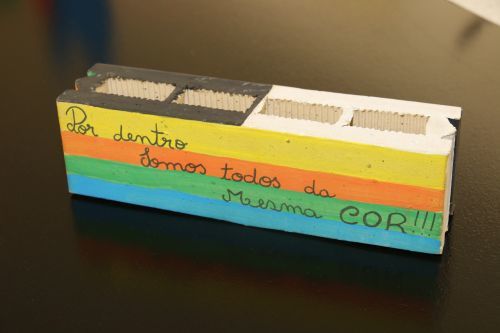 Por dentro
Somos todos da
Mesma COR!!!